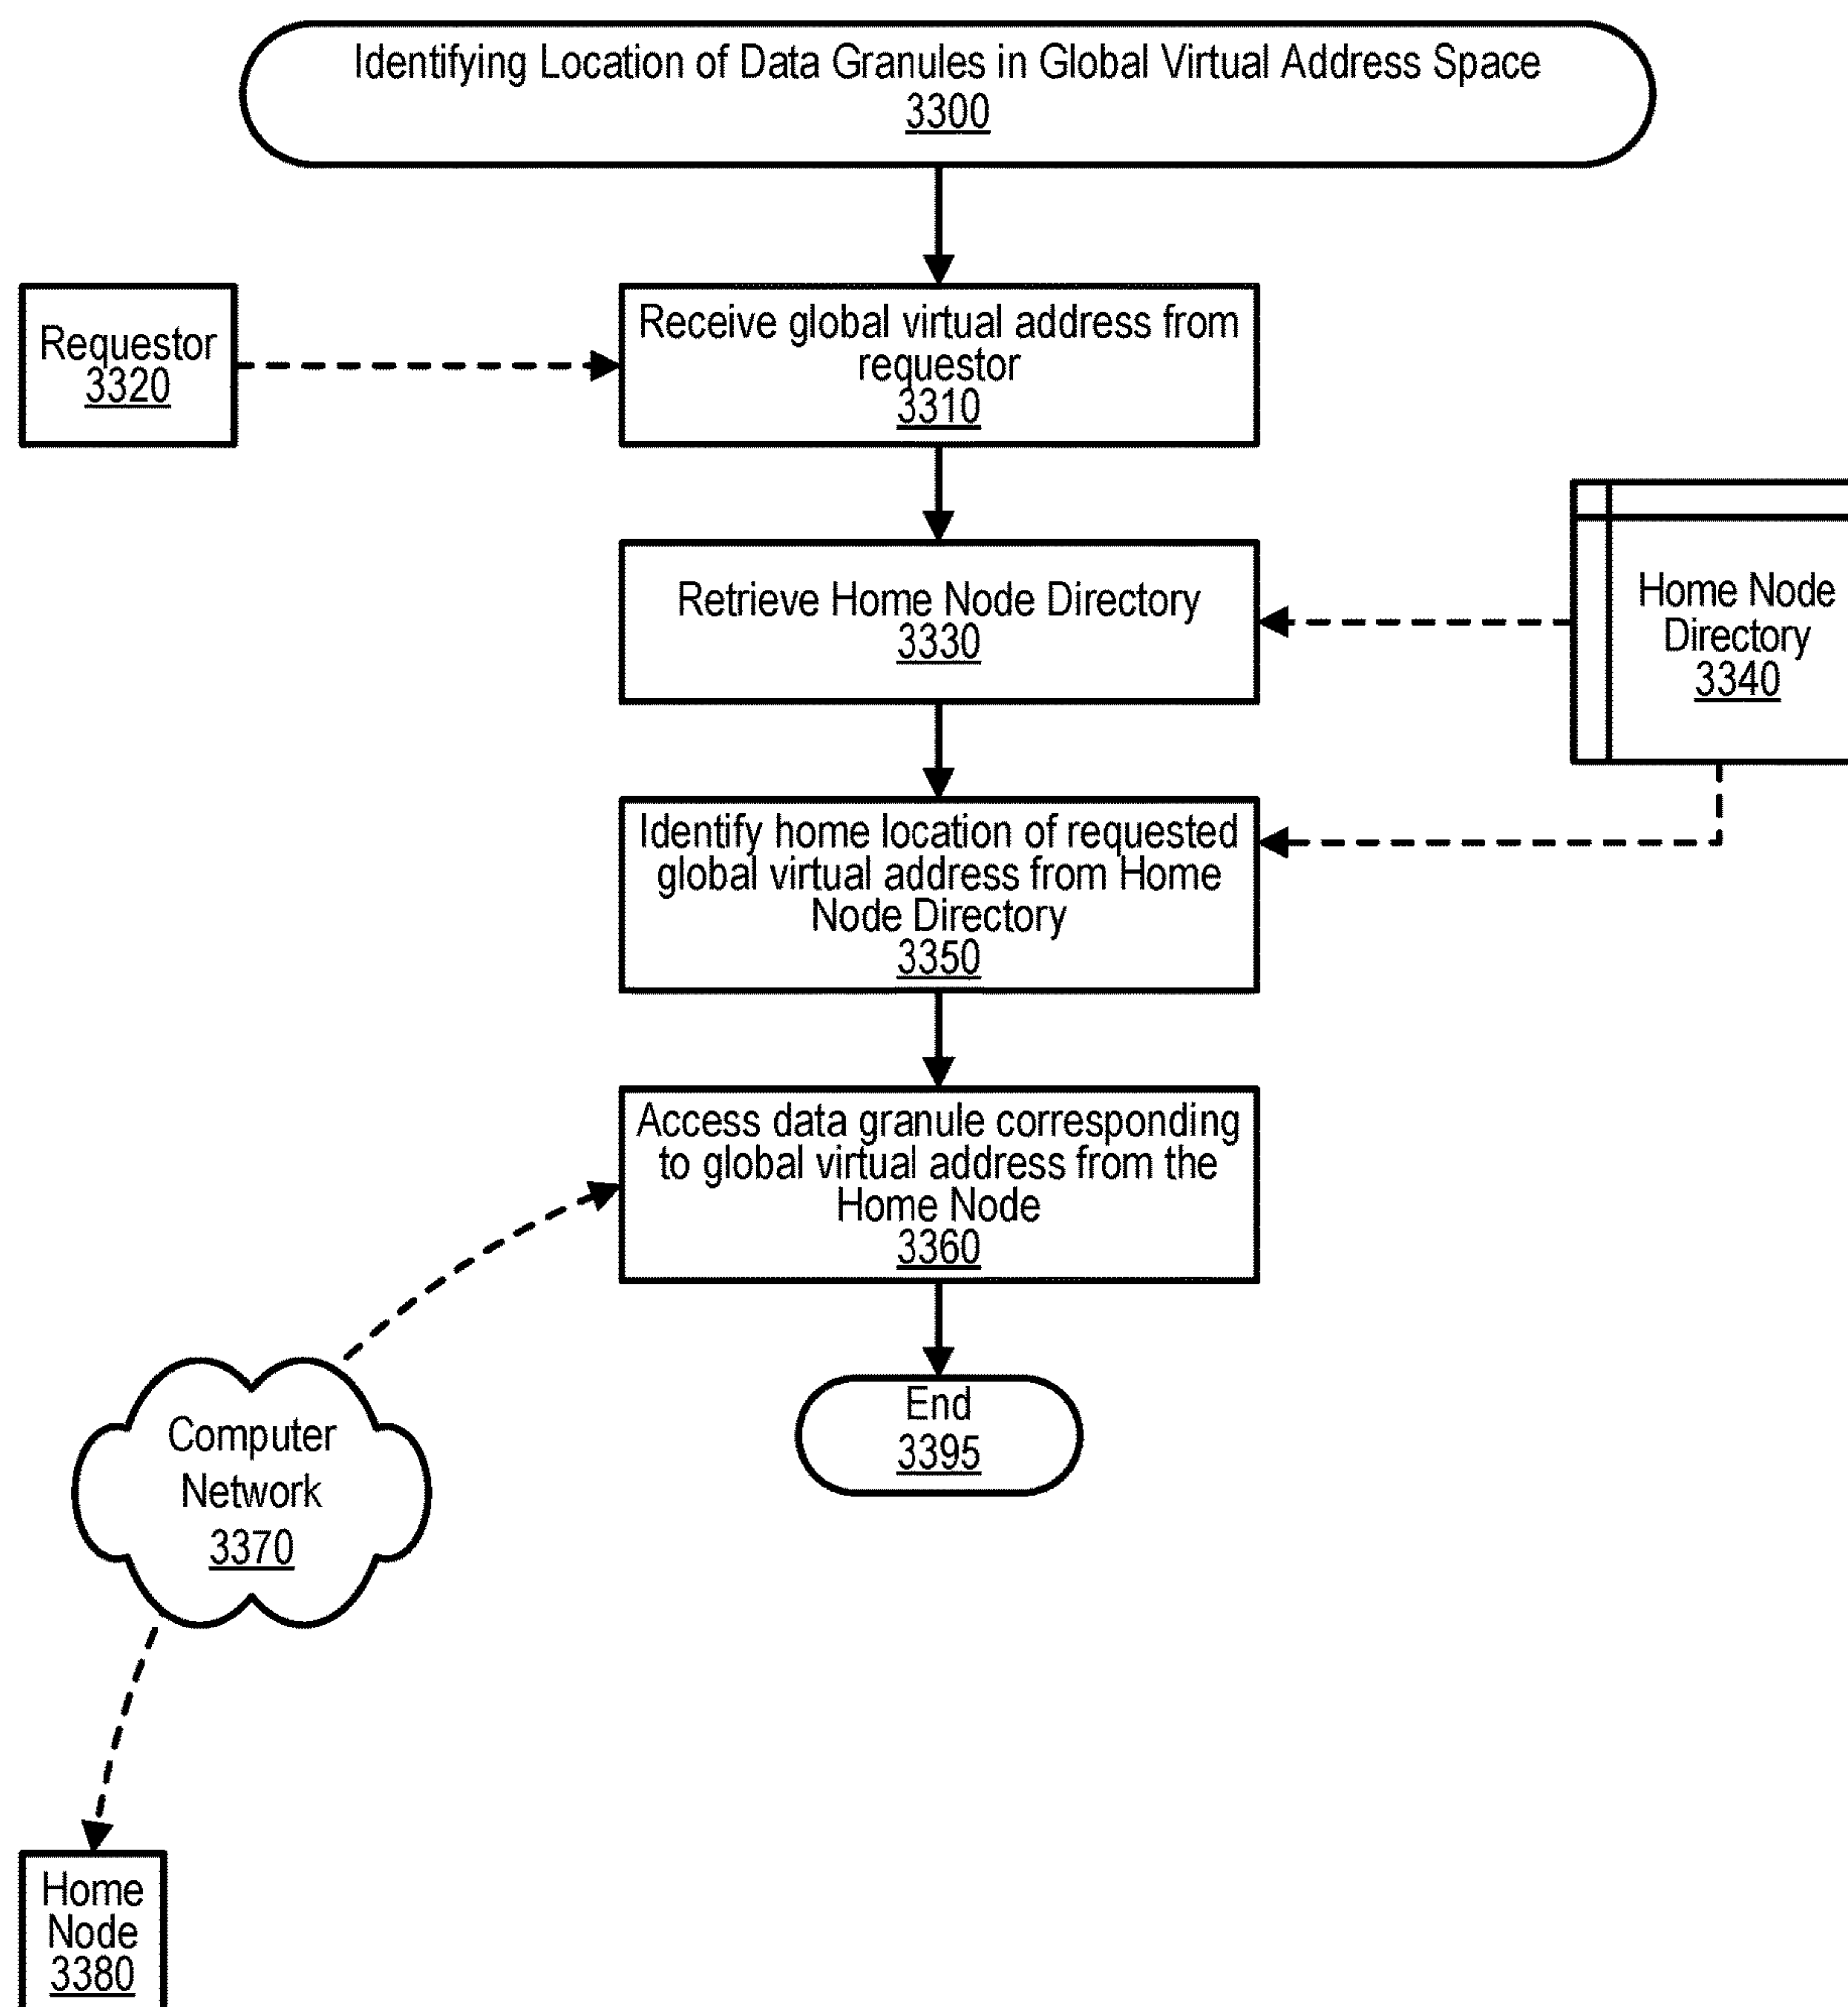 Identifying Location of Data Granules in Global Virtual Address Space
3300
Requestor
3320
Receive global virtual address from
requestor
3310
Retrieve Home Node Directory
3330
Home Node
Directory
3340
Identify home location of requested
global virtual address from Home
Node Directory
3350
Access data granule corresponding
to global virtual address from the
Home Node
3360
End
3395
Computer
Network
3370
Home
Node
3380